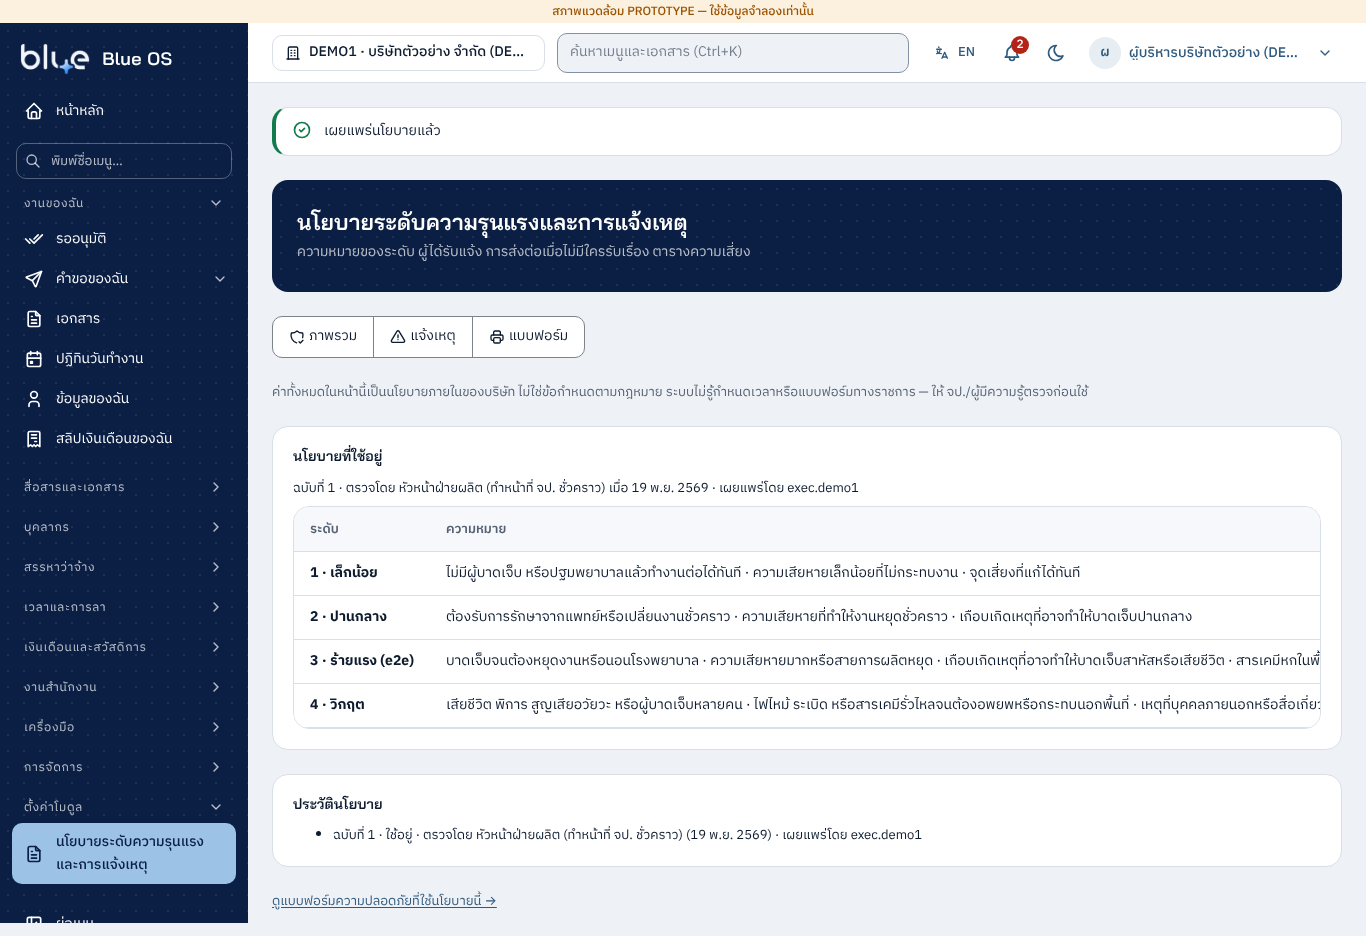 สภาพแวดล้อม PROTOTYPE — ใช้ข้อมูลจำลองเท่านั้น
blue Blue OS
DEMO1 · บริษัทตัวอย่าง จำกัด (DE...
ค้นหาเมนูและเอกสาร (Ctrl+K)
EN
2
ผ
ผู้บริหารบริษัทตัวอย่าง (DE...
หน้าหลัก
พิมพ์ชื่อเมนู...
งานของฉัน
รออนุมัติ
คำขอของฉัน
เอกสาร
ปฏิทินวันทำงาน
ข้อมูลของฉัน
สลิปเงินเดือนของฉัน
สื่อสารและเอกสาร
บุคลากร
สรรหาว่าจ้าง
เวลาและการลา
เงินเดือนและสวัสดิการ
งานสำนักงาน
เครื่องมือ
การจัดการ
ตั้งค่าโมดูล
นโยบายระดับความรุนแรง
และการแจ้งเหตุ
ย่อเมนู
เผยแพร่นโยบายแล้ว
นโยบายระดับความรุนแรงและการแจ้งเหตุ
ความหมายของระดับ ผู้ได้รับแจ้ง การส่งต่อเมื่อไม่มีใครรับเรื่อง ตารางความเสี่ยง
ภาพรวม
แจ้งเหตุ
แบบฟอร์ม
ค่าทั้งหมดในหน้านี้เป็นนโยบายภายในของบริษัท ไม่ใช่ข้อกำหนดตามกฎหมาย ระบบไม่รู้กำหนดเวลาหรือแบบฟอร์มทางราชการ — ให้ จป./ผู้มีความรู้ตรวจก่อนใช้
นโยบายที่ใช้อยู่
ฉบับที่ 1 · ตรวจโดย หัวหน้าฝ่ายผลิต (ทำหน้าที่ จป. ชั่วคราว) เมื่อ 19 พ.ย. 2569 · เผยแพร่โดย exec.demo1
ระดับ ความหมาย
1 · เล็กน้อย ไม่มีผู้บาดเจ็บ หรือปฐมพยาบาลแล้วทำงานต่อได้ทันที · ความเสียหายเล็กน้อยที่ไม่กระทบงาน · จุดเสี่ยงที่แก้ได้ทันที
2 · ปานกลาง ต้องรับการรักษาจากแพทย์หรือเปลี่ยนงานชั่วคราว · ความเสียหายที่ทำให้งานหยุดชั่วคราว · เกือบเกิดเหตุที่อาจทำให้บาดเจ็บปานกลาง
3 · ร้ายแรง (e2e) บาดเจ็บจนต้องหยุดงานหรือนอนโรงพยาบาล · ความเสียหายมากหรือสายการผลิตหยุด · เกือบเกิดเหตุที่อาจทำให้บาดเจ็บสาหัสหรือเสียชีวิต · สารเคมีหกในพื้
4 · วิกฤต เสียชีวิต พิการ สูญเสียอวัยวะ หรือผู้บาดเจ็บหลายคน · ไฟไหม้ ระเบิด หรือสารเคมีรั่วไหลจนต้องอพยพหรือกระทบนอกพื้นที่ · เหตุที่บุคคลภายนอกหรือสื่อเกี่ยว
ประวัตินโยบาย
• ฉบับที่ 1 · ใช้อยู่ · ตรวจโดย หัวหน้าฝ่ายผลิต (ทำหน้าที่ จป. ชั่วคราว) (19 พ.ย. 2569) · เผยแพร่โดย exec.demo1
ดูแบบฟอร์มความปลอดภัยที่ใช้นโยบายนี้ →